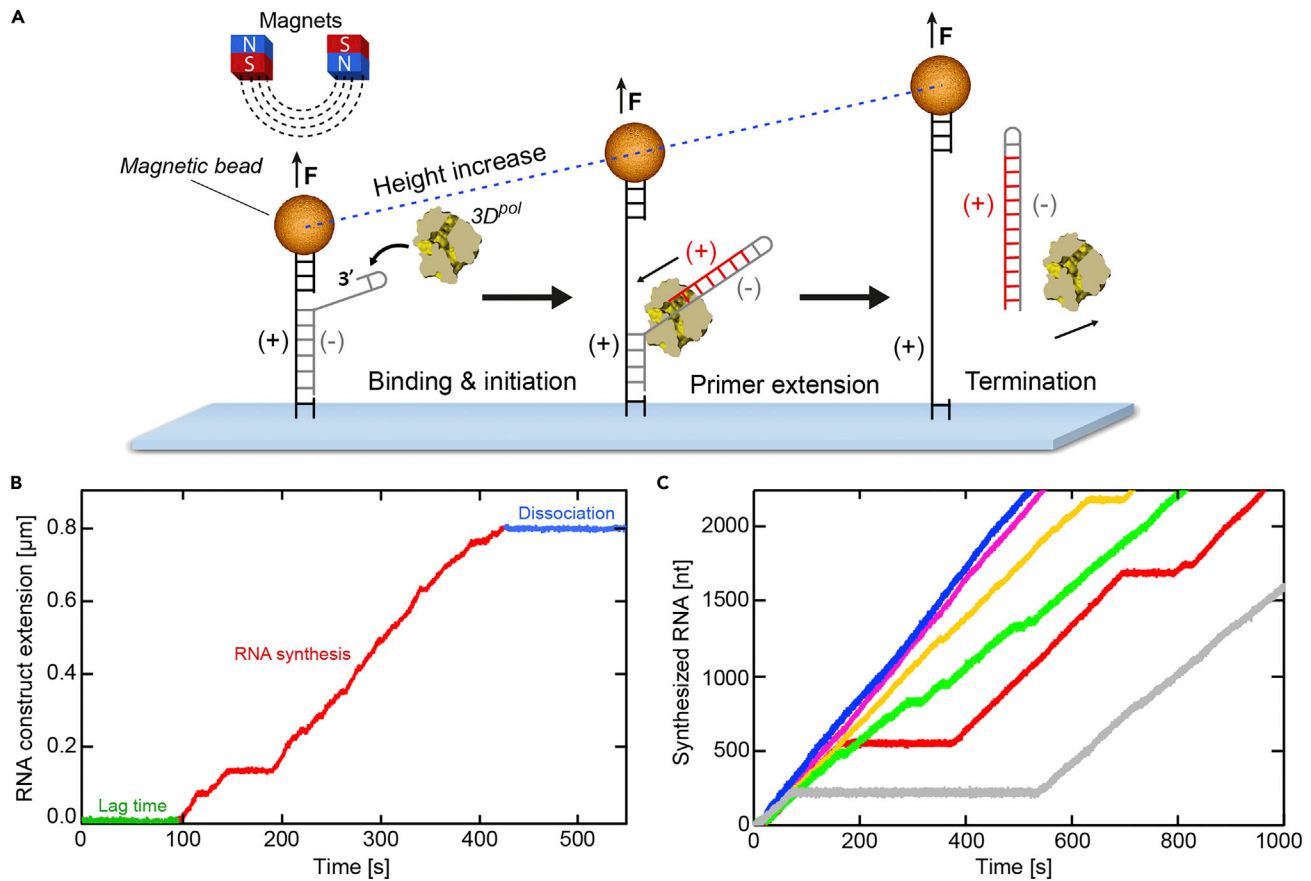 A
Magnets
N
S
S
N
F
F
F
Magnetic bead
Height increase
3D^pol
3'
(+)
(-)
(+)
(-)
(+)
(+)
(-)
(+)
Binding & initiation
Primer extension
Termination
B
RNA construct extension [µm]
0.8
0.6
0.4
0.2
0.0
Dissociation
RNA synthesis
Lag time
0
100
200
300
400
500
Time [s]
C
Synthesized RNA [nt]
2000
1500
1000
500
0
0
200
400
600
800
1000
Time [s]